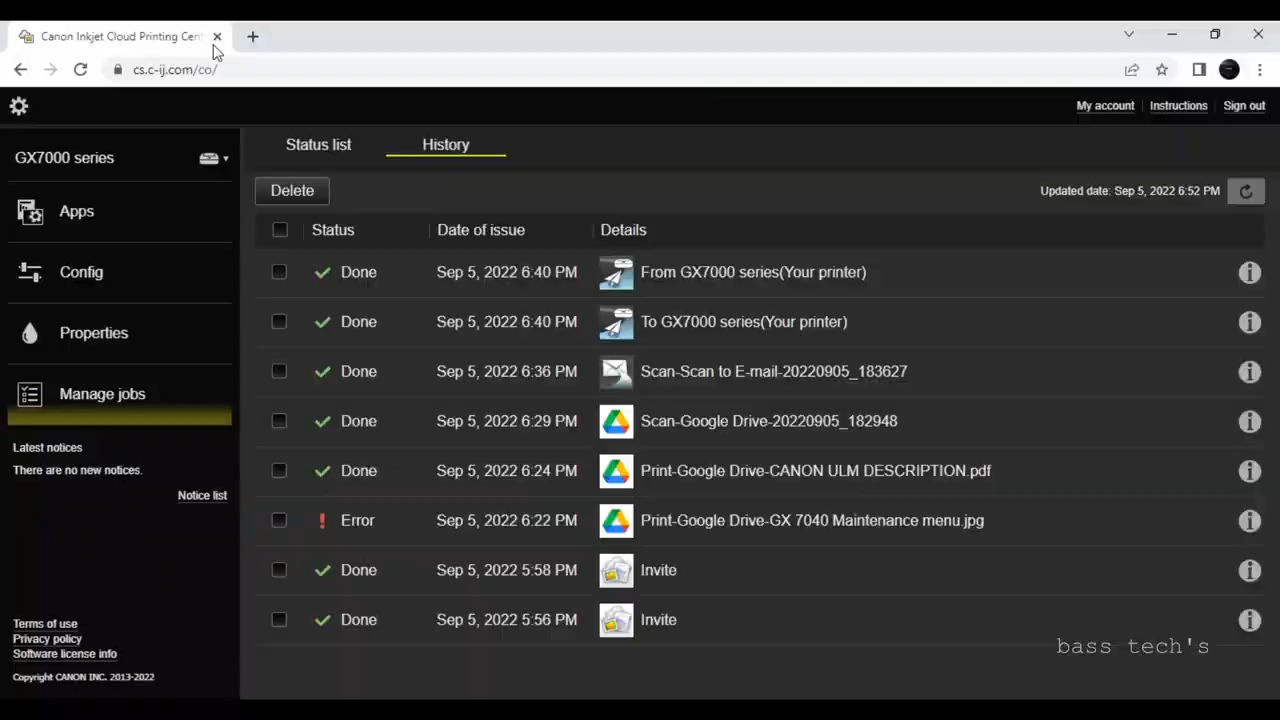 Canon Inkjet Cloud Printing Cent
cs.c-ij.com/co/
My account
Instructions
Sign out
GX7000 series
Status list
History
Apps
Delete
Updated date: Sep 5, 2022 6:52 PM
Status
Date of issue
Details
Config
Done Sep 5, 2022 6:40 PM From GX7000 series(Your printer)
Properties
Done Sep 5, 2022 6:40 PM To GX7000 series(Your printer)
Manage jobs
Done Sep 5, 2022 6:36 PM Scan-Scan to E-mail-20220905_183627
Done Sep 5, 2022 6:29 PM Scan-Google Drive-20220905_182948
Latest notices
There are no new notices.
Done Sep 5, 2022 6:24 PM Print-Google Drive-CANON ULM DESCRIPTION.pdf
Notice list
Error Sep 5, 2022 6:22 PM Print-Google Drive-GX 7040 Maintenance menu.jpg
Done Sep 5, 2022 5:58 PM Invite
Done Sep 5, 2022 5:56 PM Invite
Terms of use
Privacy policy
Software license info
Copyright CANON INC. 2013-2022
bass tech's